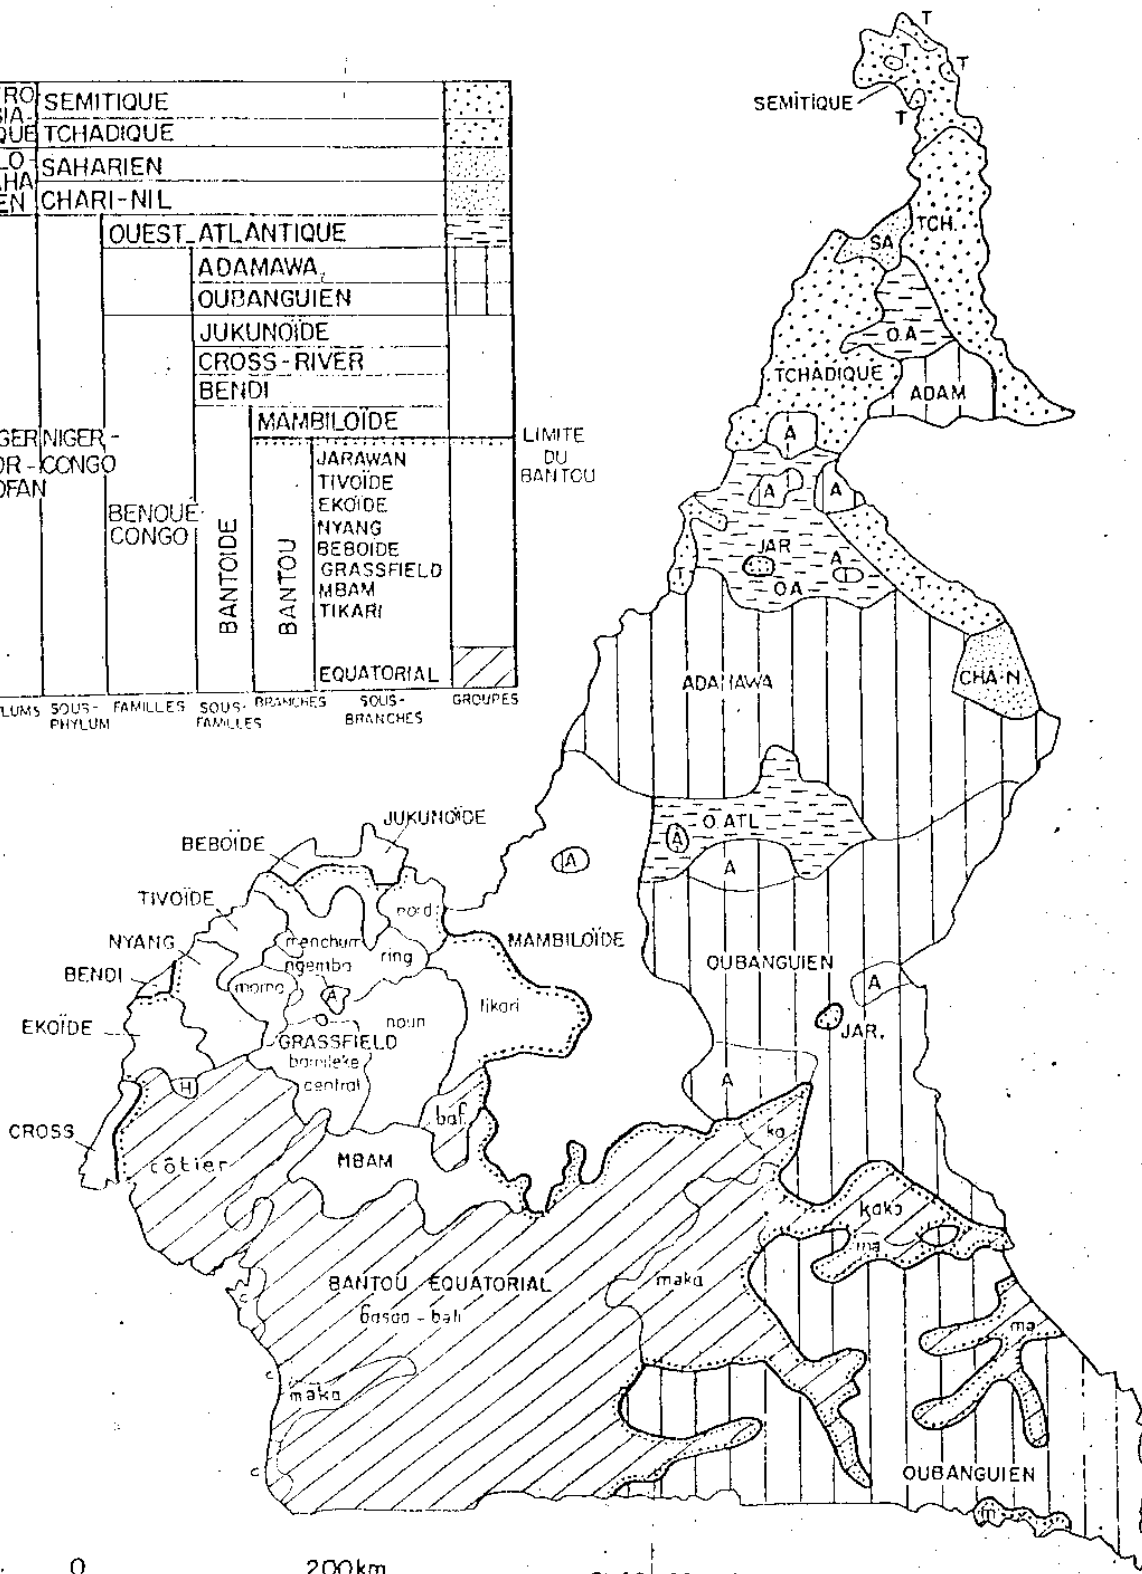 SEMITIQUE
TCHADIQUE
SAHARIEN
CHARI-NIL
OUEST-ATLANTIQUE
ADAMAWA
OUBANGUIEN
JUKUNOÏDE
CROSS-RIVER
BENDI
MAMBILOÏDE
NIGER-
CONGO
BENOUE-
CONGO
BANTOÏDE
BANTOU
JARAWAN
TIVOÏDE
EKOÏDE
NYANG
BEBOÏDE
GRASSFIELD
MBAM
TIKARI
EQUATORIAL
LIMITE
DU
BANTOU
SOUS-
PHYLUM
FAMILLES
SOUS-
FAMILLES
BRANCHES
SOUS-
BRANCHES
GROUPES
T
T
T
SEMITIQUE
T
TCH.
SA
O.A
TCHADIQUE
ADAM
A
A
A
JAR
A
T
O A
T
ADAMAWA
CHA-N.
O.ATL
A
A
A
JUKUNOÏDE
BEBOÏDE
TIVOÏDE
NYANG
BENDI
EKOÏDE
CROSS
nord
menchum
ring
ngemba
momo
A
noun
tikari
GRASSFIELD
bamileke
central
H
baf
MAMBILOÏDE
OUBANGUIEN
A
JAR.
A
ka
côtier
MBAM
kako
ma
BANTOU EQUATORIAL
basaa - bati
maka
c
c
maka
c
ma
OUBANGUIEN
m
0
200km